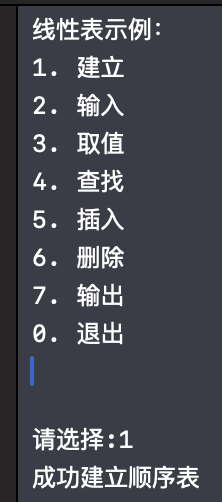 线性表示例：
1. 建立
2. 输入
3. 取值
4. 查找
5. 插入
6. 删除
7. 输出
0. 退出
请选择:1
成功建立顺序表